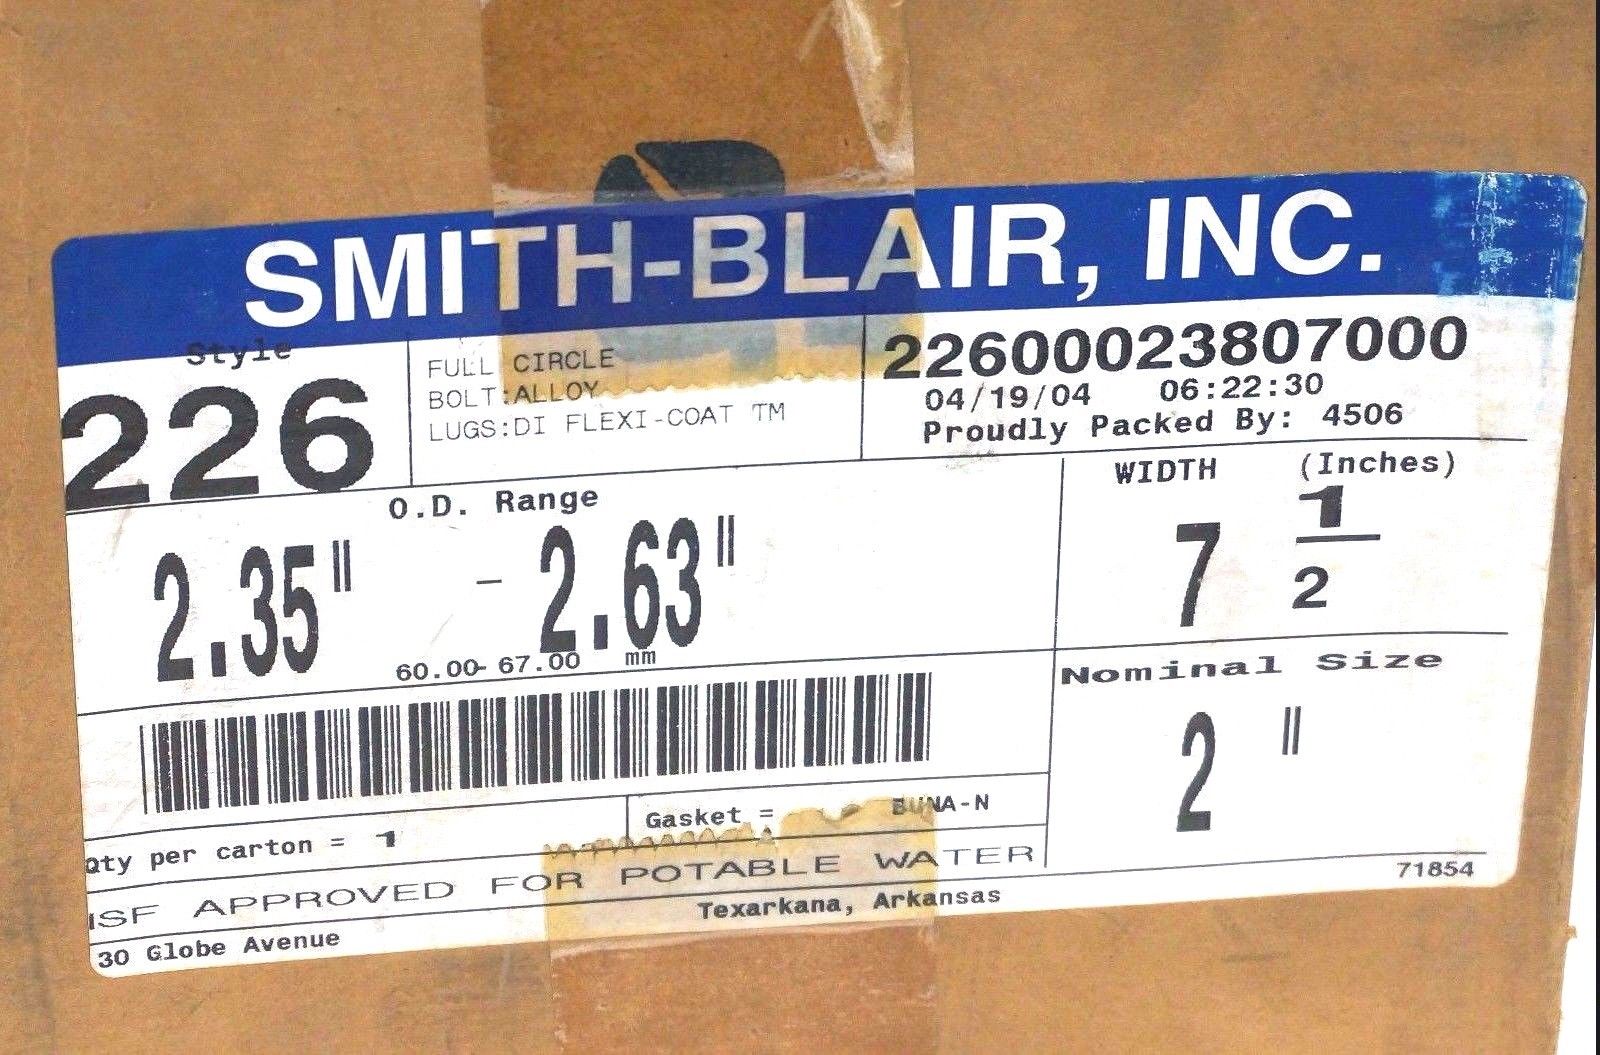 SMITH-BLAIR, INC.
Style
226
FULL CIRCLE
BOLT:ALLOY
LUGS:DI FLEXI-COAT TM
22600023807000
04/19/04 06:22:30
Proudly Packed By: 4506
O.D. Range
2.35" - 2.63"
60.00- 67.00 mm
WIDTH (Inches)
7 1/2
Nominal Size
2 "
Qty per carton = 1
Gasket = BUNA-N
NSF APPROVED FOR POTABLE WATER
30 Globe Avenue Texarkana, Arkansas 71854